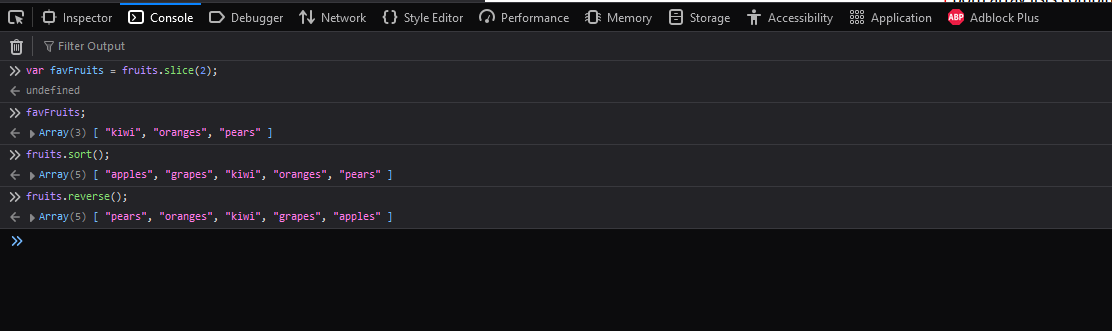 Inspector Console Debugger Network Style Editor Performance Memory Storage Accessibility Application ABP Adblock Plus
Filter Output
var favFruits = fruits.slice(2);
undefined
favFruits;
Array(3) [ "kiwi", "oranges", "pears" ]
fruits.sort();
Array(5) [ "apples", "grapes", "kiwi", "oranges", "pears" ]
fruits.reverse();
Array(5) [ "pears", "oranges", "kiwi", "grapes", "apples" ]